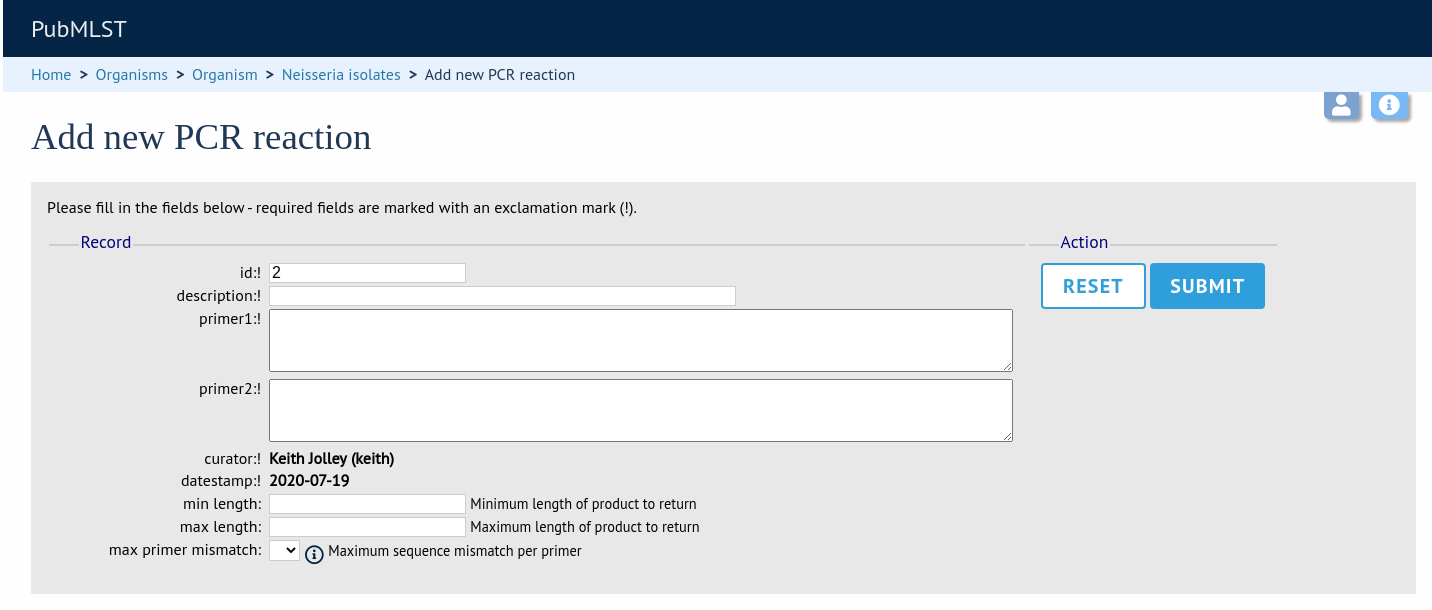 PubMLST
Home > Organisms > Organism > Neisseria isolates > Add new PCR reaction
Add new PCR reaction
Please fill in the fields below - required fields are marked with an exclamation mark (!).
Record
id:! 2
description:!
primer1:!
primer2:!
curator:! Keith Jolley (keith)
datestamp:! 2020-07-19
min length: Minimum length of product to return
max length: Maximum length of product to return
max primer mismatch: Maximum sequence mismatch per primer
Action
RESET SUBMIT